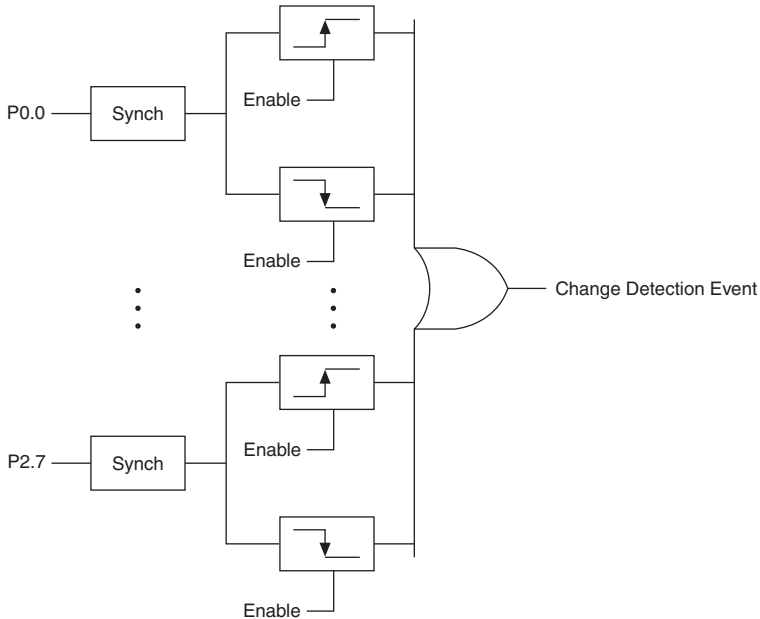 Enable
P0.0
Synch
Enable
Change Detection Event
Enable
P2.7
Synch
Enable